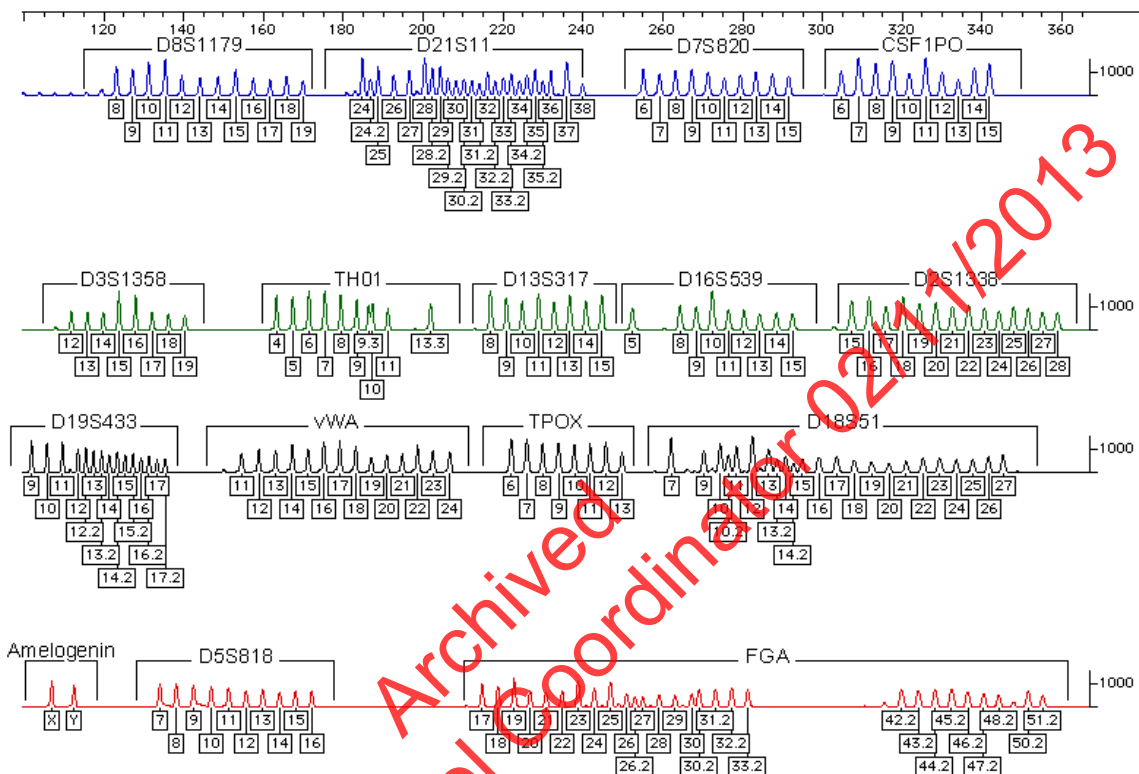 120 140 160 180 200 220 240 260 280 300 320 340 360
D8S1179 D21S11 D7S820 CSF1PO
1000
8 10 12 14 16 18 24 26 28 30 32 34 36 38 6 8 10 12 14 6 8 10 12 14
9 11 13 15 17 19 24.2 27 29 31 33 35 37 7 9 11 13 15 7 9 11 13 15
25 28.2 31.2 34.2
29.2 32.2 35.2
30.2 33.2
D3S1358 TH01 D13S317 D16S539 D2S1338
1000
12 14 16 18 4 6 8 9.3 13.3 8 10 12 14 5 8 10 12 14 15 17 19 21 23 25 27
13 15 17 19 5 7 9 11 9 11 13 15 9 11 13 15 16 18 20 22 24 26 28
10
D19S433 vWA TPOX D18S51
1000
9 11 13 15 17 11 13 15 17 19 21 23 6 8 10 12 7 9 11 13 15 17 19 21 23 25 27
10 12 14 16 12 14 16 18 20 22 24 7 9 11 13 10 12 14 16 18 20 22 24 26
12.2 15.2 10.2 13.2
13.2 16.2 14.2
14.2 17.2
Amelogenin D5S818 FGA
1000
X Y 7 9 11 13 15 17 19 21 23 25 27 29 31.2 42.2 45.2 48.2 51.2
8 10 12 14 16 18 20 22 24 26 28 30 32.2 43.2 46.2 50.2
26.2 30.2 33.2 44.2 47.2
Archived
Coordinator 02/11/2013